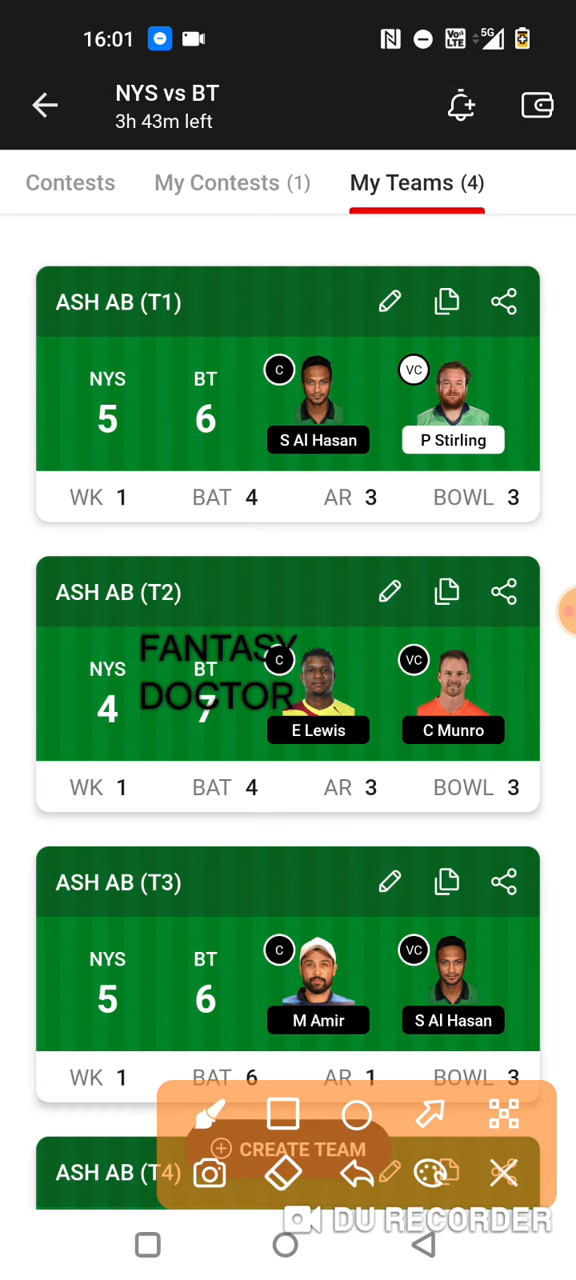 16:01 Vo)) LTE 5G
NYS vs BT
3h 43m left
Contests My Contests (1) My Teams (4)
ASH AB (T1)
C VC
NYS BT
5 6
S Al Hasan P Stirling
WK 1 BAT 4 AR 3 BOWL 3
ASH AB (T2)
FANTASY
C VC
NYS BT
DOCTOR
4 7
E Lewis C Munro
WK 1 BAT 4 AR 3 BOWL 3
ASH AB (T3)
C VC
NYS BT
5 6
M Amir S Al Hasan
WK 1 BAT 6 AR 1 BOWL 3
CREATE TEAM
ASH AB (T4)
DU RECORDER